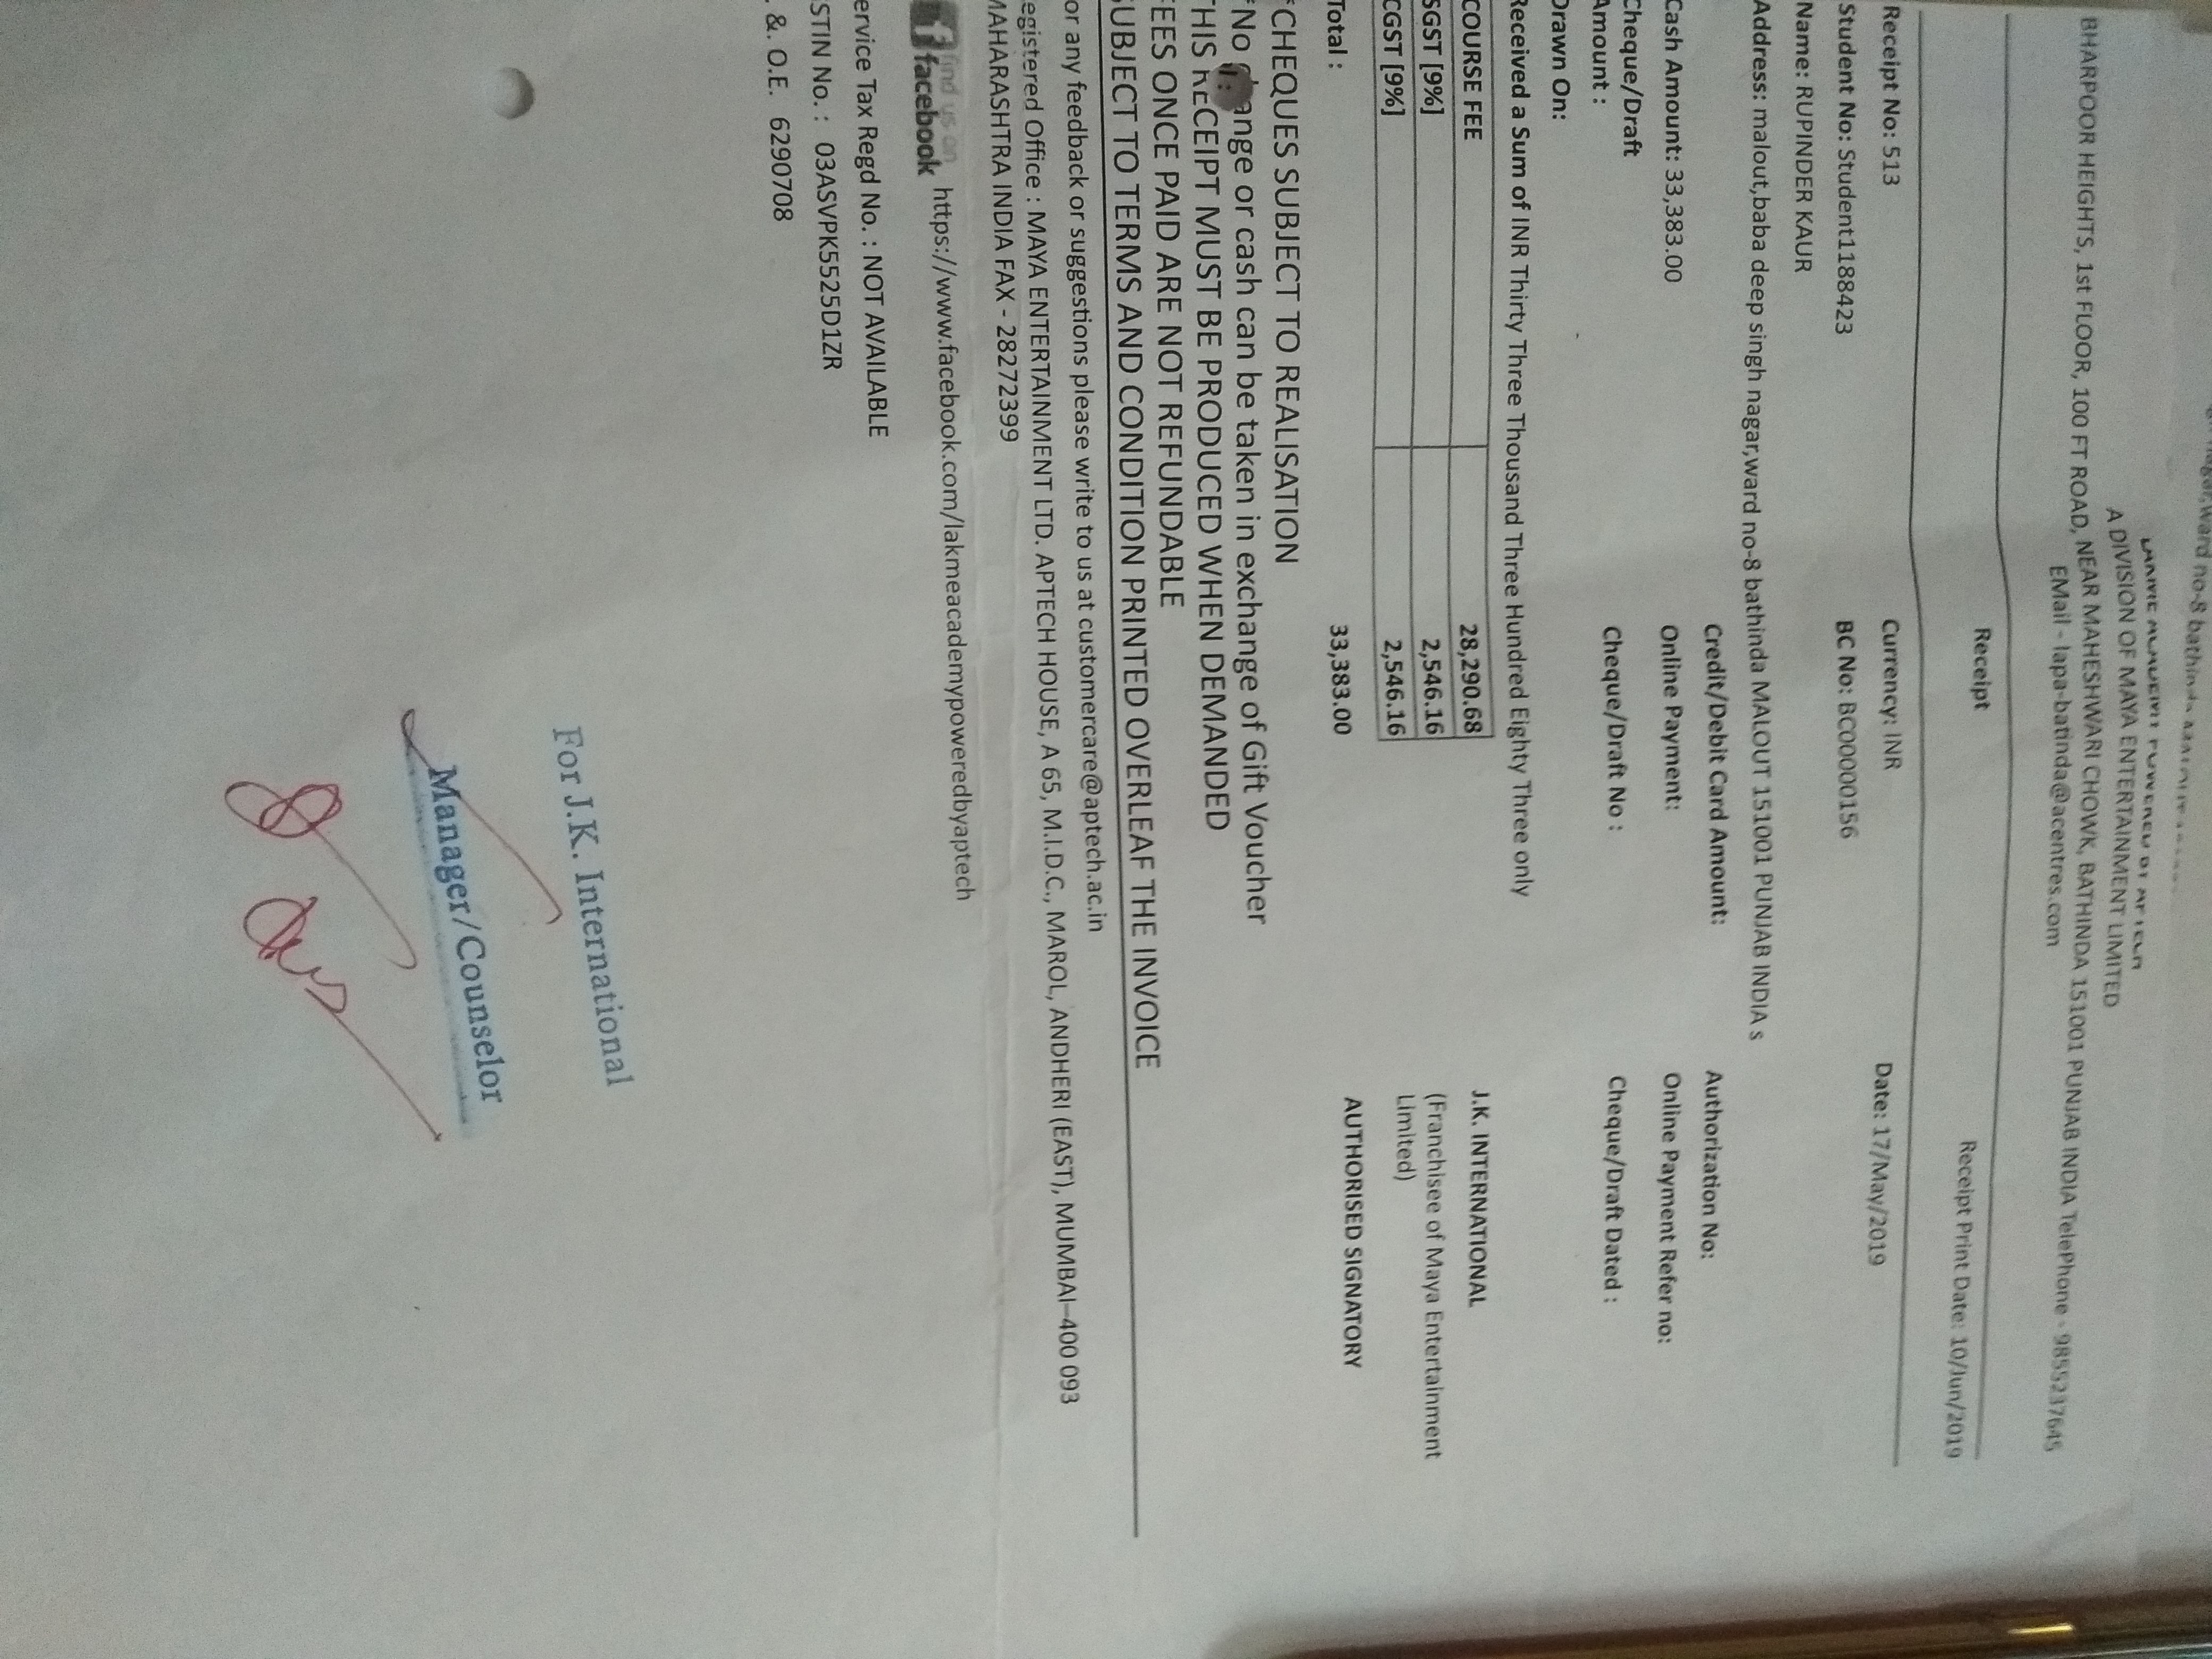 ward no-8 bathinda
LAKME ACADEMY POWERED BY APTECH
A DIVISION OF MAYA ENTERTAINMENT LIMITED
BHARPOOR HEIGHTS, 1st FLOOR, 100 FT ROAD, NEAR MAHESHWARI CHOWK, BATHINDA 151001 PUNJAB INDIA TelePhone - 9855237645
EMail - lapa-batinda@acentres.com
Receipt
Receipt Print Date: 10/Jun/2019
Receipt No: 513 Currency: INR Date: 17/May/2019
Student No: Student1188423 BC No: BC00000156
Name: RUPINDER KAUR
Address: malout,baba deep singh nagar,ward no-8 bathinda MALOUT 151001 PUNJAB INDIA s
Credit/Debit Card Amount: Authorization No:
Cash Amount: 33,383.00 Online Payment: Online Payment Refer no:
Cheque/Draft Amount : Cheque/Draft No : Cheque/Draft Dated :
Drawn On:
Received a Sum of INR Thirty Three Thousand Three Hundred Eighty Three only
COURSE FEE 28,290.68
SGST [9%] 2,546.16
CGST [9%] 2,546.16
J.K. INTERNATIONAL
(Franchisee of Maya Entertainment
Limited)
Total : 33,383.00 AUTHORISED SIGNATORY
*CHEQUES SUBJECT TO REALISATION
*No ange or cash can be taken in exchange of Gift Voucher
THIS RECEIPT MUST BE PRODUCED WHEN DEMANDED
FEES ONCE PAID ARE NOT REFUNDABLE
SUBJECT TO TERMS AND CONDITION PRINTED OVERLEAF THE INVOICE
or any feedback or suggestions please write to us at customercare@aptech.ac.in
egistered Office : MAYA ENTERTAINMENT LTD. APTECH HOUSE, A 65, M.I.D.C., MAROL, ANDHERI (EAST), MUMBAI–400 093
MAHARASHTRA INDIA FAX - 28272399
find us on
facebook https://www.facebook.com/lakmeacademypoweredbyaptech
ervice Tax Regd No. : NOT AVAILABLE
STIN No. : 03ASVPK5525D1ZR
. &. O.E. 6290708
For J.K. International
Manager/Counselor